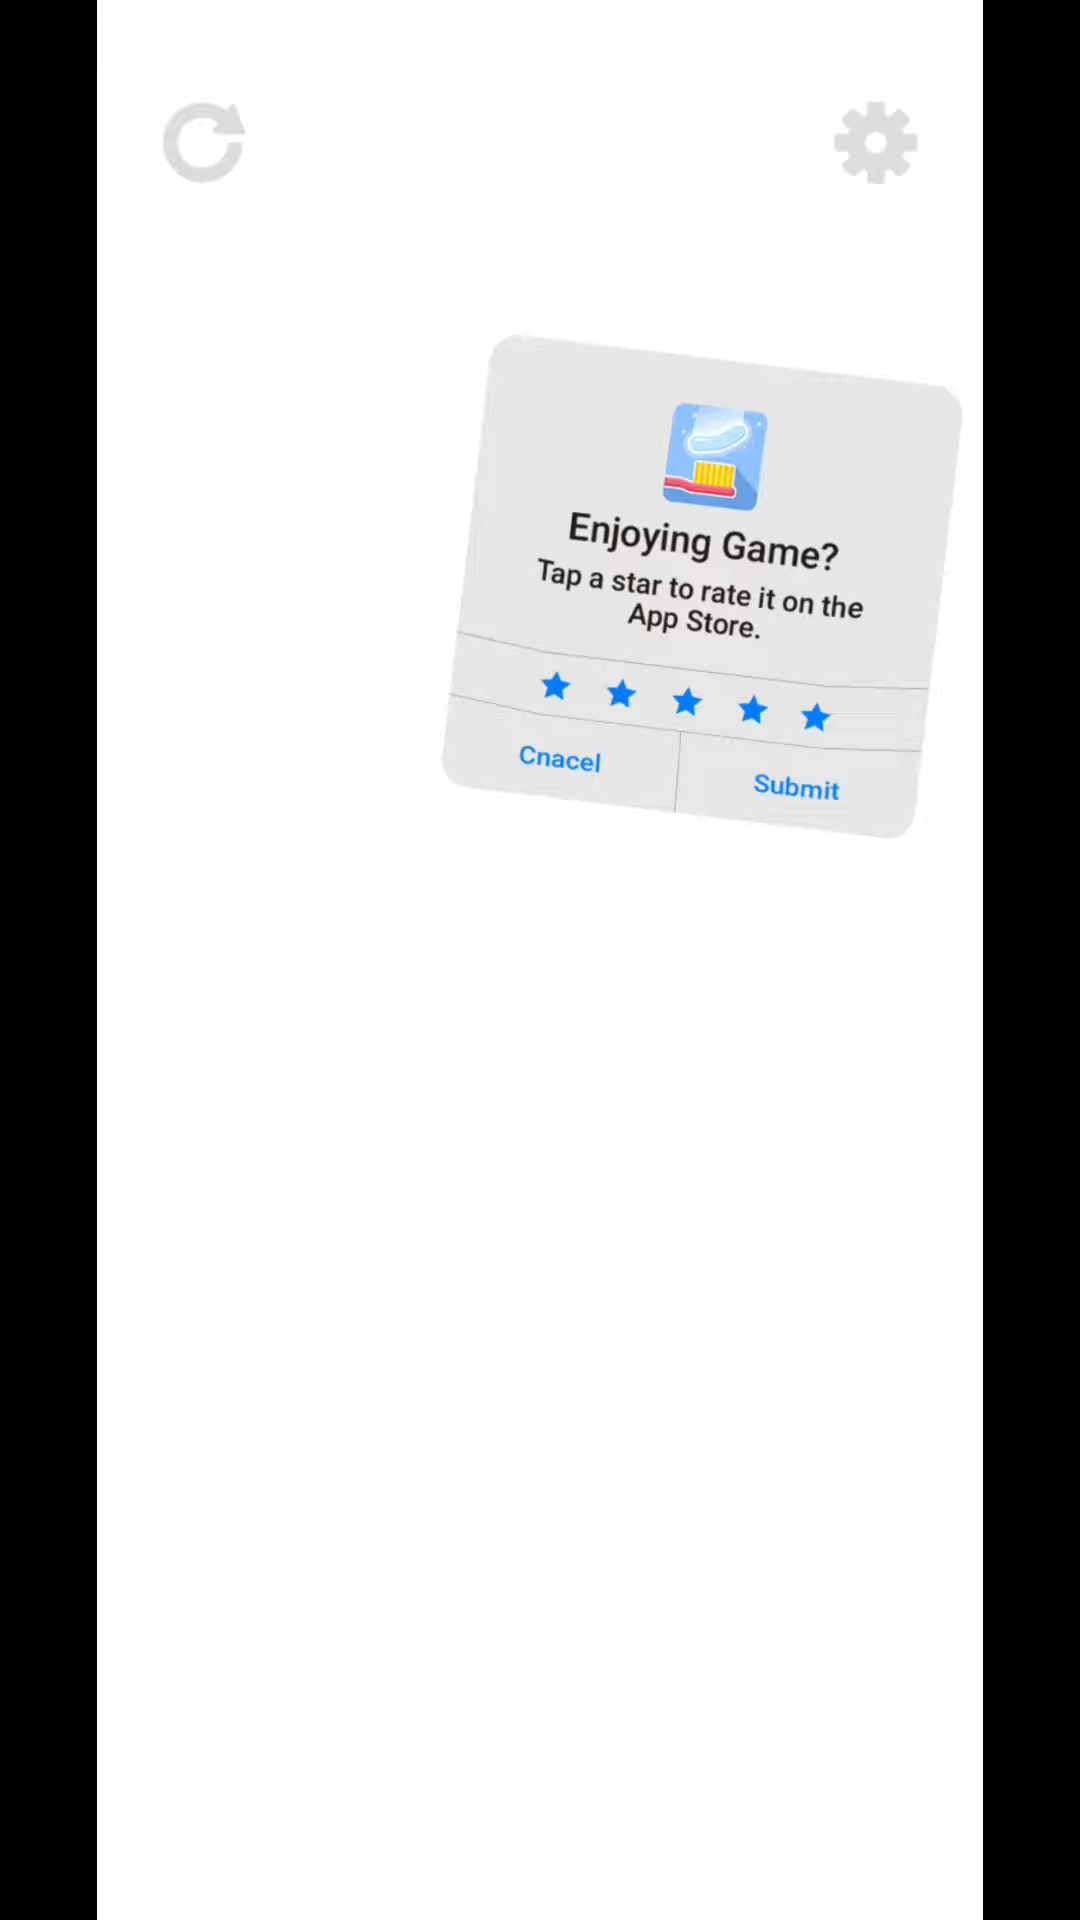 Enjoying Game?
Tap a star to rate it on the
App Store.
Cnacel
Submit